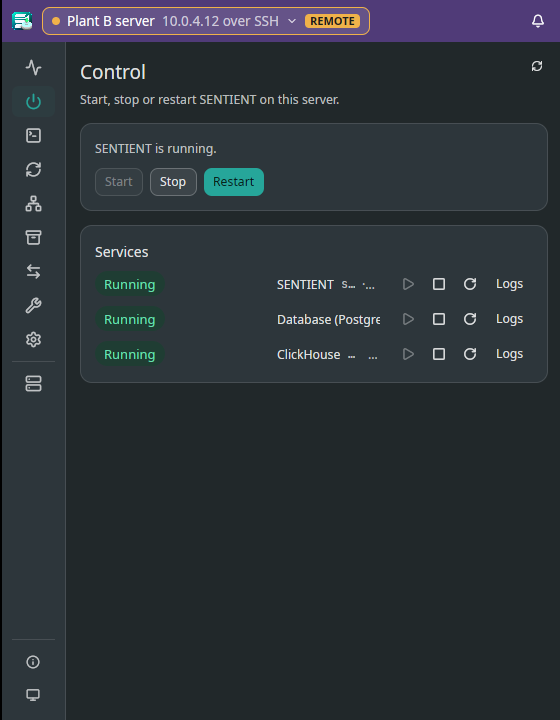 Plant B server 10.0.4.12 over SSH REMOTE
Control
Start, stop or restart SENTIENT on this server.
SENTIENT is running.
Start Stop Restart
Services
Running SENTIENT s… ·… Logs
Running Database (Postgre Logs
Running ClickHouse … … Logs